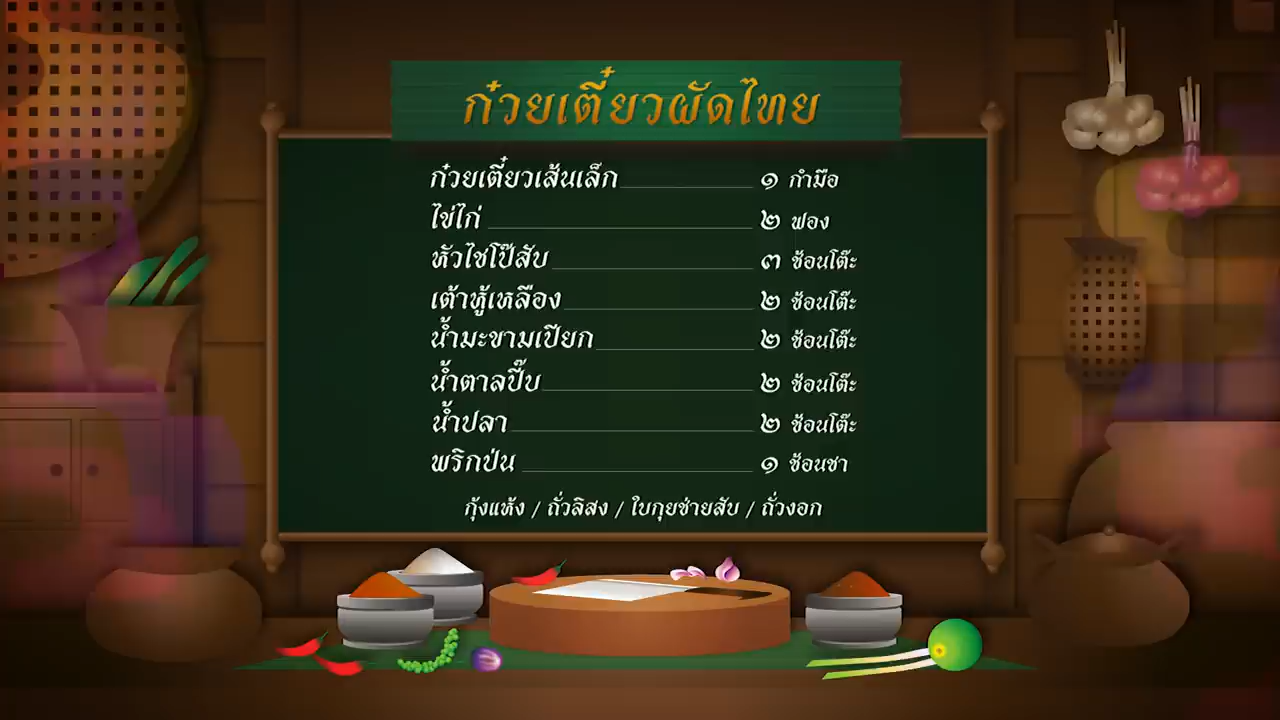 ก๋วยเตี๋ยวผัดไทย
ก๋วยเตี๋ยวเส้นเล็ก ๑ กำมือ
ไข่ไก่ ๒ ฟอง
หัวไชโป๊สับ ๓ ช้อนโต๊ะ
เต้าหู้เหลือง ๒ ช้อนโต๊ะ
น้ำมะขามเปียก ๒ ช้อนโต๊ะ
น้ำตาลปี๊บ ๒ ช้อนโต๊ะ
น้ำปลา ๒ ช้อนโต๊ะ
พริกป่น ๑ ช้อนชา
กุ้งแห้ง / ถั่วลิสง / ใบกุยช่ายสับ / ถั่วงอก